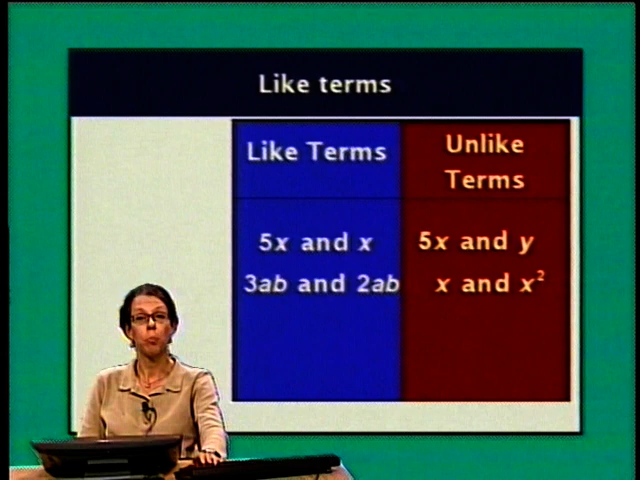 Like terms
Like Terms
Unlike
Terms
5x and x
5x and y
3ab and 2ab
x and x²